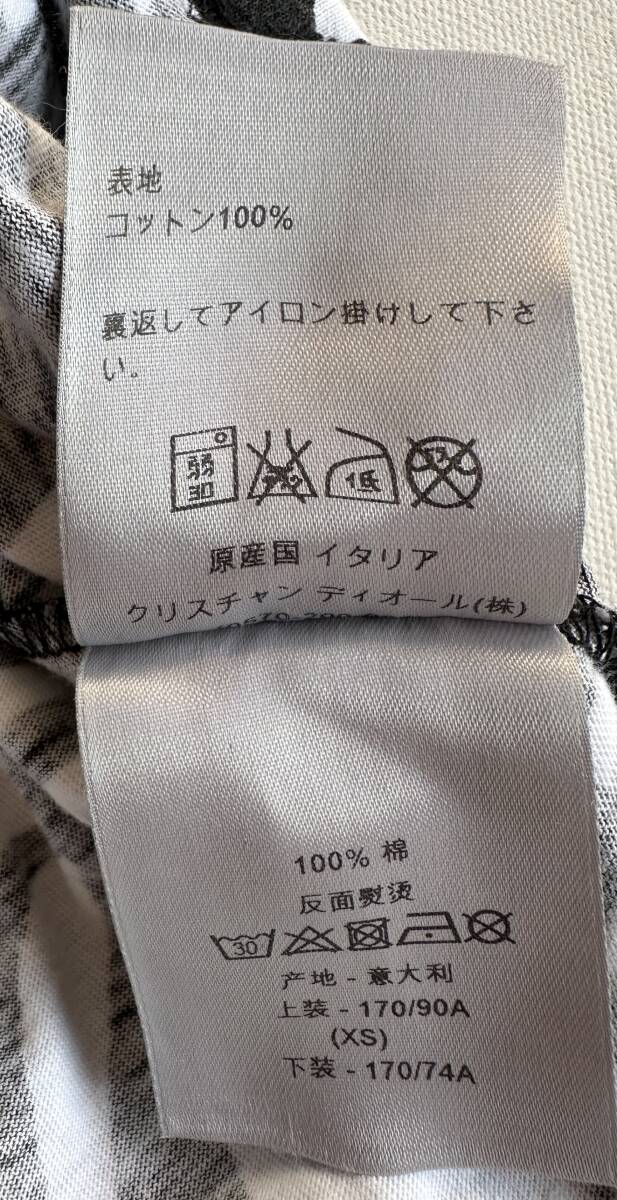 表地
コットン100%
裏返してアイロン掛けして下さ
い.
弱
30
低
原産国 イタリア
クリスチャン ディオール(株)
100% 棉
反面熨烫
30
产地 - 意大利
上装 - 170/90A
(XS)
下装 - 170/74A